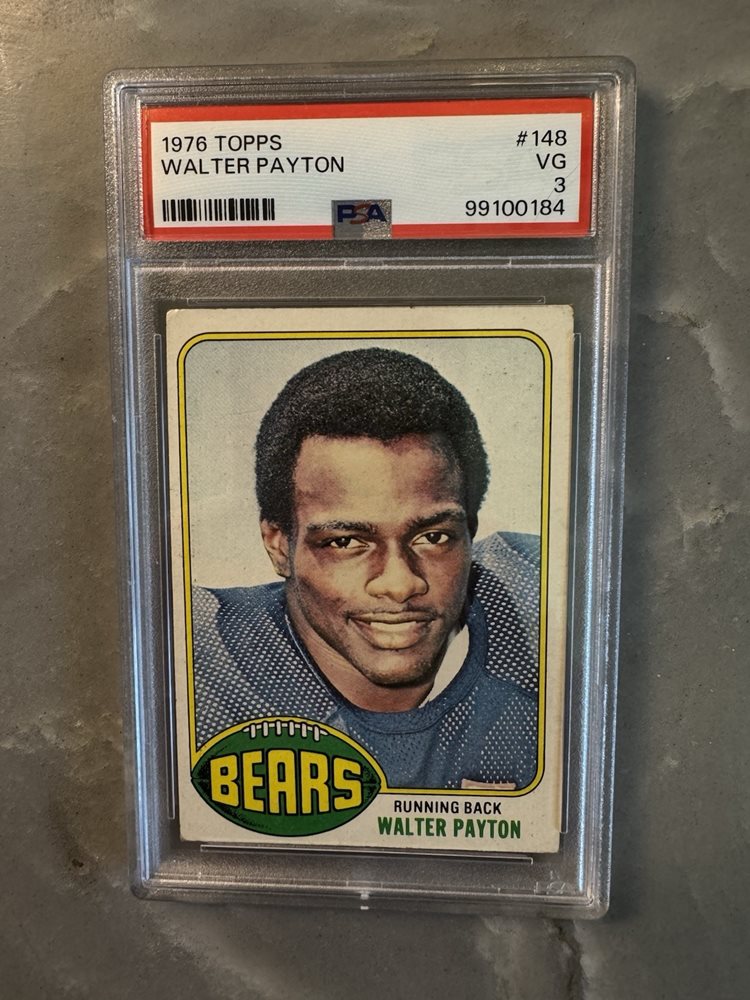 1976 TOPPS #148
WALTER PAYTON VG
3
PSA 99100184
BEARS
RUNNING BACK
WALTER PAYTON